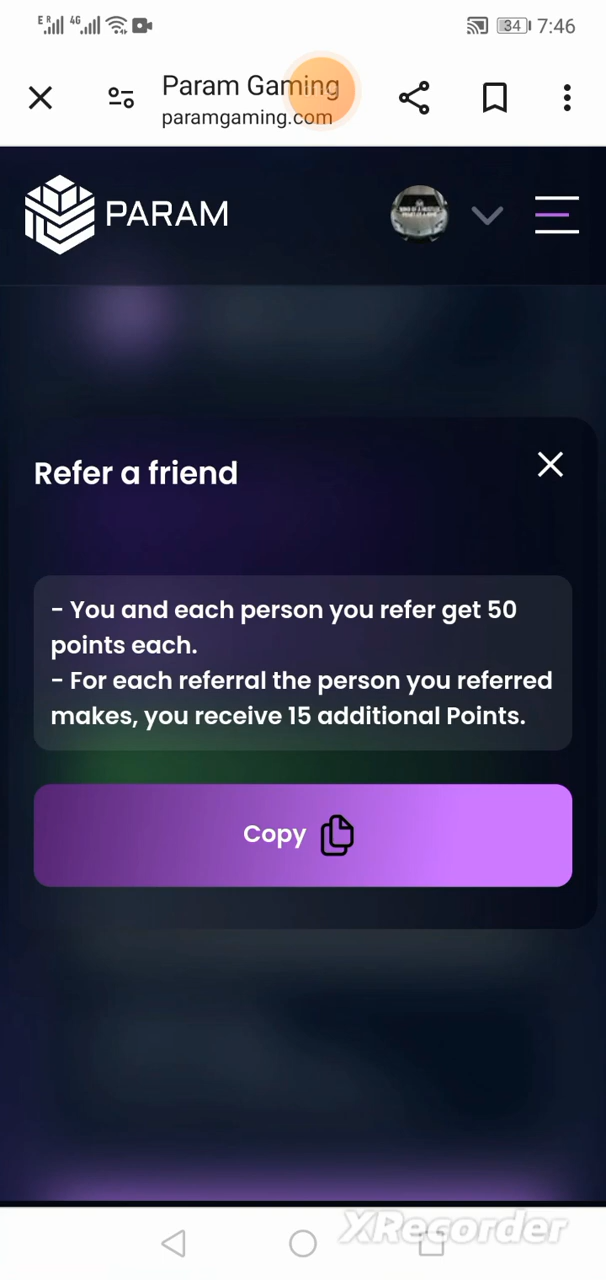 E R 4G 34 7:46
Param Gaming
paramgaming.com
PARAM
Refer a friend
- You and each person you refer get 50
points each.
- For each referral the person you referred
makes, you receive 15 additional Points.
Copy
XRecorder